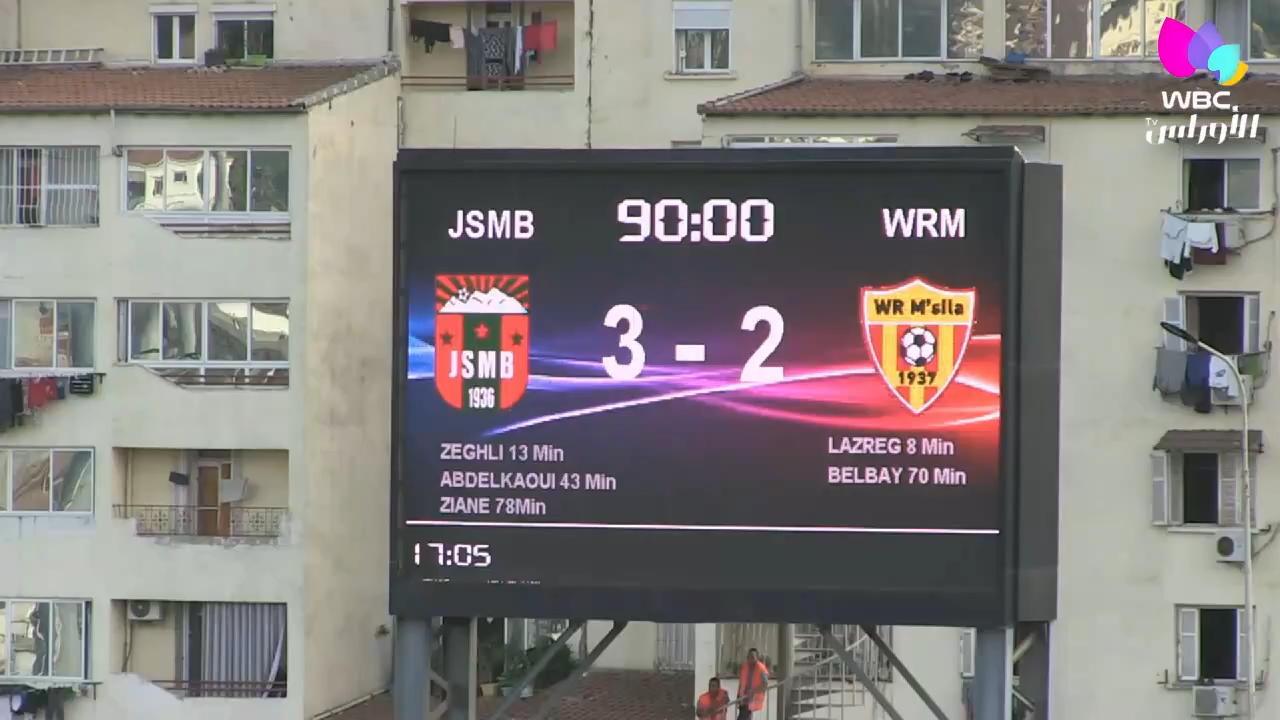 WBC
الأوراس Tv
JSMB 90:00 WRM
3 - 2
JSMB
1936
WR M'sila
1937
ZEGHLI 13 Min
ABDELKAOUI 43 Min
ZIANE 78Min
LAZREG 8 Min
BELBAY 70 Min
17:05